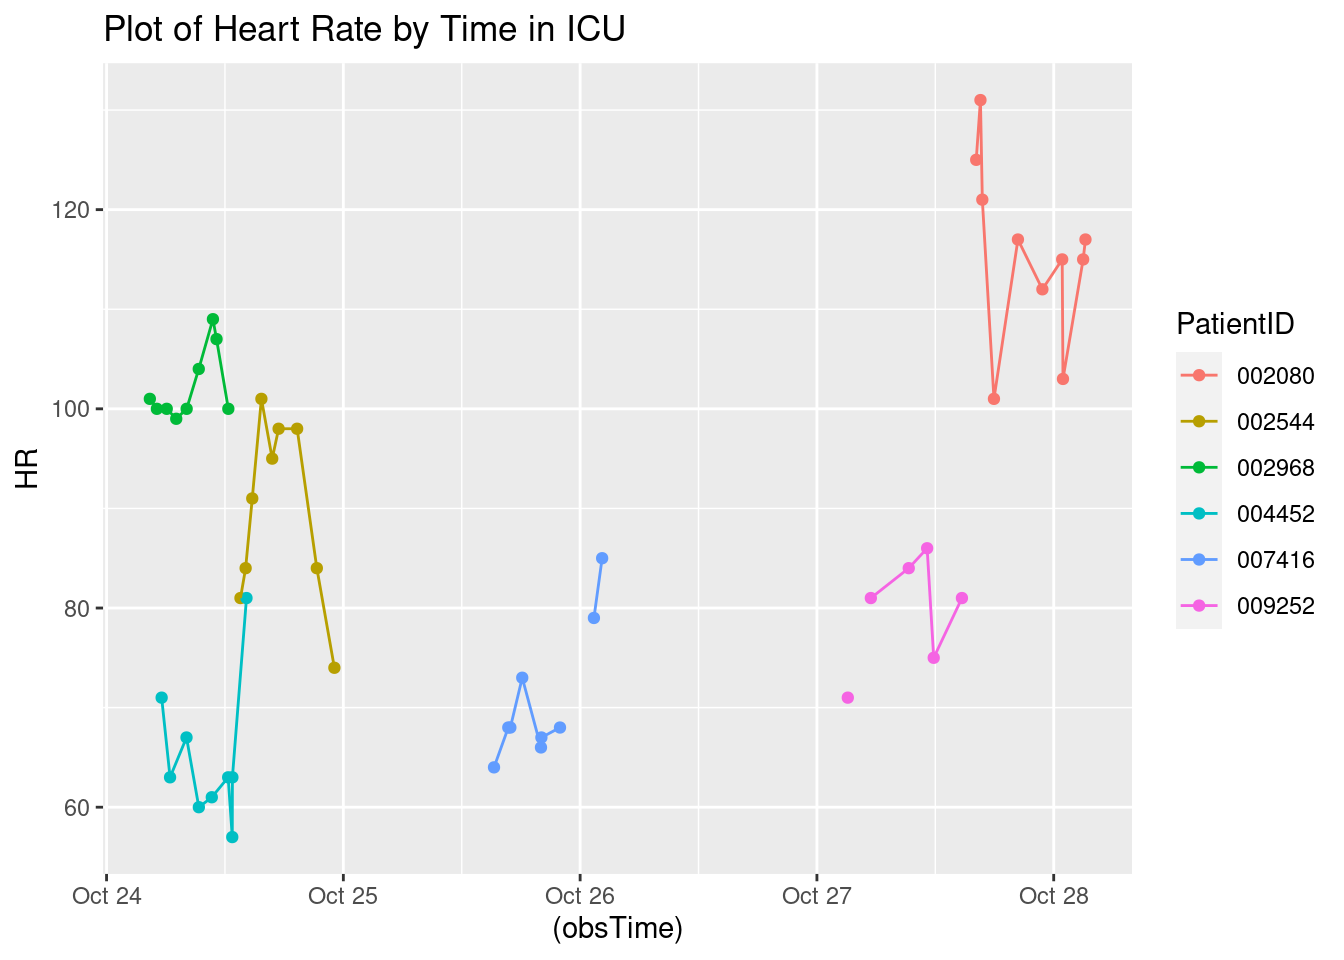 Plot of Heart Rate by Time in ICU
HR
120
100
80
60
Oct 24
Oct 25
Oct 26
Oct 27
Oct 28
(obsTime)
PatientID
002080
002544
002968
004452
007416
009252